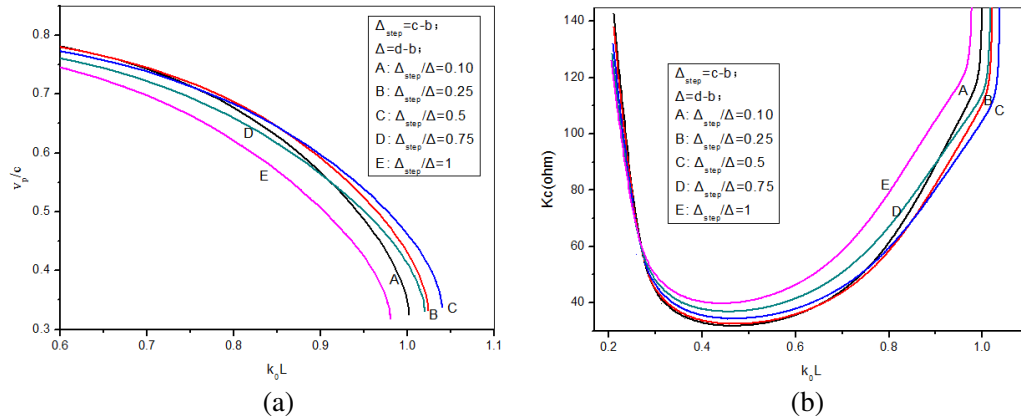 0.8
0.7
0.6
0.5
0.4
0.3
v_p/c
0.6 0.7 0.8 0.9 1.0 1.1
k_0L
Δ_step=c-b;
Δ=d-b;
A: Δ_step/Δ=0.10
B: Δ_step/Δ=0.25
C: Δ_step/Δ=0.5
D: Δ_step/Δ=0.75
E: Δ_step/Δ=1
D
E
A
B
C
(a)
140
120
100
80
60
40
Kc(ohm)
0.2 0.4 0.6 0.8 1.0
k_0L
Δ_step=c-b;
Δ=d-b;
A: Δ_step/Δ=0.10
B: Δ_step/Δ=0.25
C: Δ_step/Δ=0.5
D: Δ_step/Δ=0.75
E: Δ_step/Δ=1
A
B
C
E
D
(b)